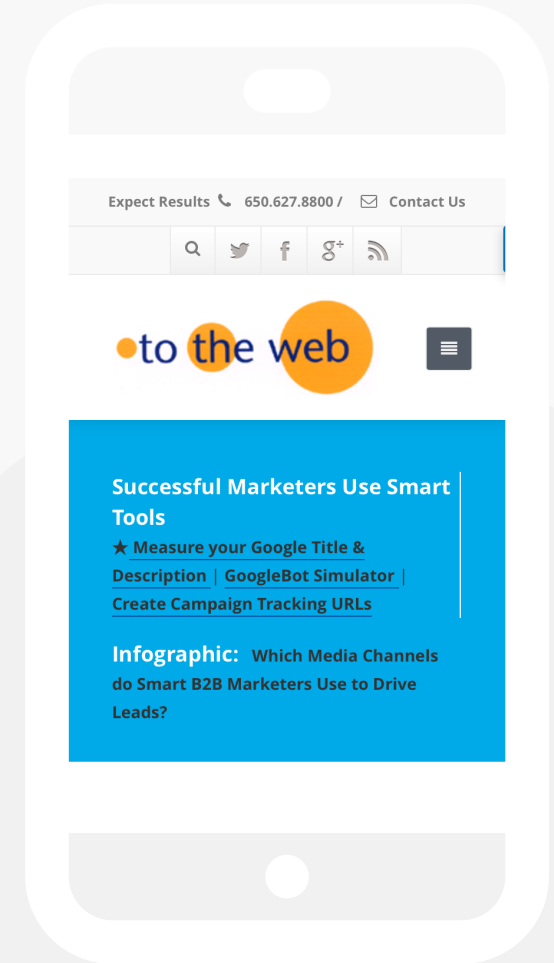 Expect Results 650.627.8800 / Contact Us
to the web
Successful Marketers Use Smart
Tools
★ Measure your Google Title &
Description | GoogleBot Simulator |
Create Campaign Tracking URLs
Infographic: Which Media Channels
do Smart B2B Marketers Use to Drive
Leads?